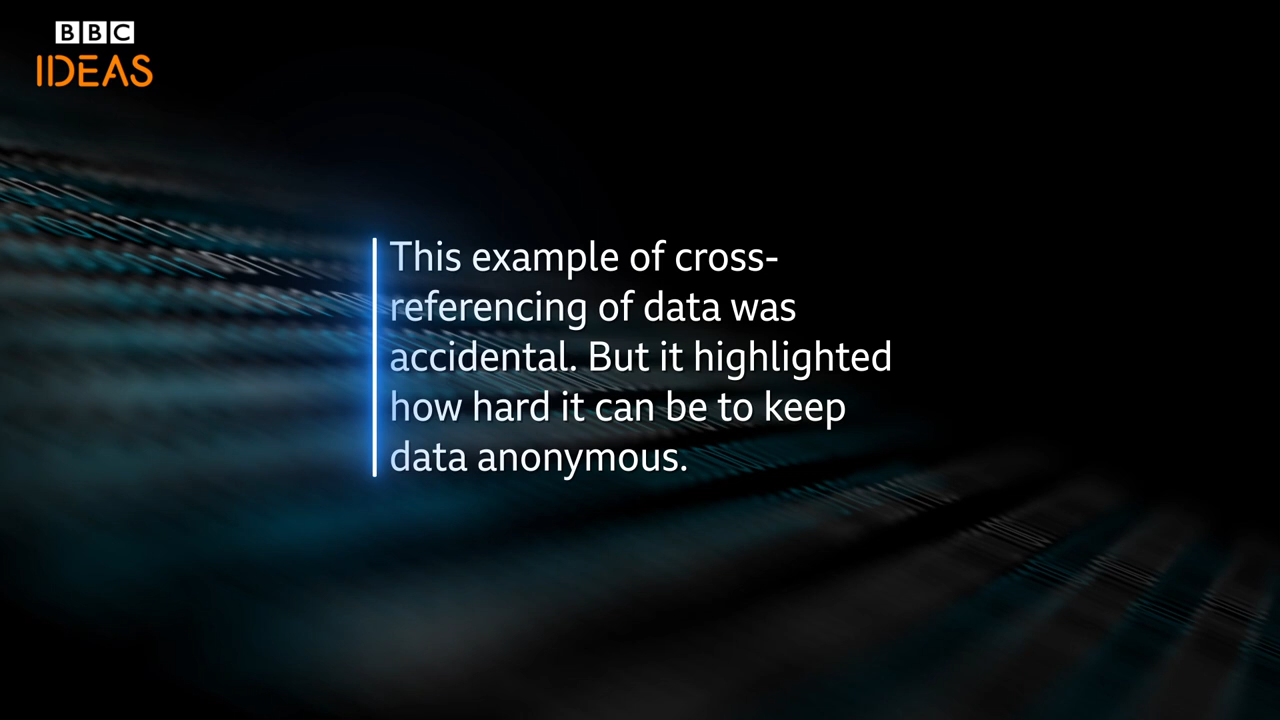 BBC
IDEAS
This example of cross-
referencing of data was
accidental. But it highlighted
how hard it can be to keep
data anonymous.